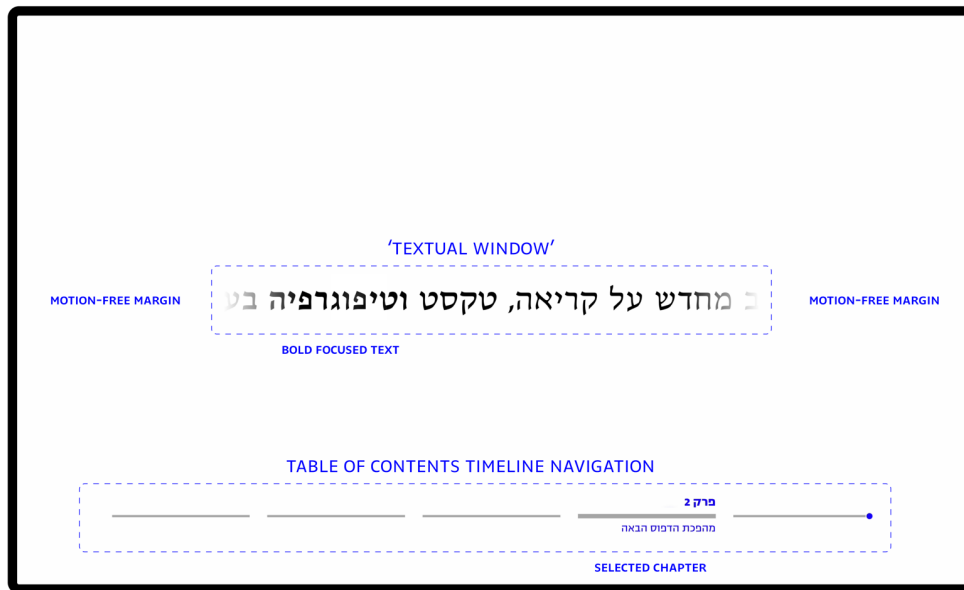 ‘TEXTUAL WINDOW’
MOTION-FREE MARGIN
ב מחדש על קריאה, טקסט וטיפוגרפיה בע
MOTION-FREE MARGIN
BOLD FOCUSED TEXT
TABLE OF CONTENTS TIMELINE NAVIGATION
פרק 2
מהפכת הדפוס הבאה
SELECTED CHAPTER